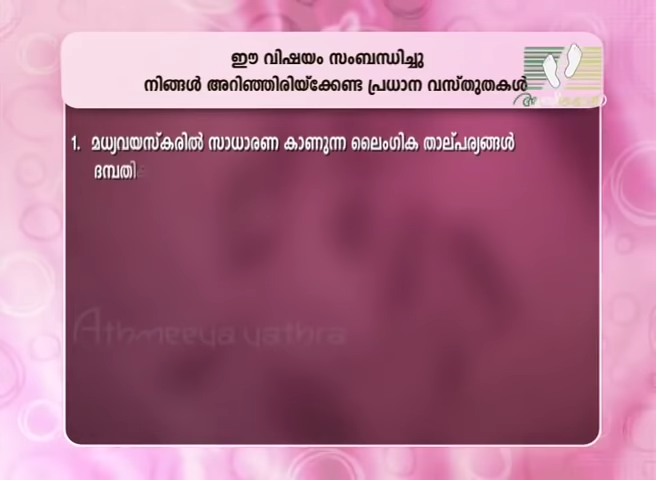 ഈ വിഷയം സംബന്ധിച്ചു
നിങ്ങൾ അറിഞ്ഞിരിയ്ക്കേണ്ട പ്രധാന വസ്തുതകൾ
1. മധ്യവയസ്കരിൽ സാധാരണ കാണുന്ന ലൈംഗിക താല്പര്യങ്ങൾ
ദമ്പതി
Athmeeya yathra